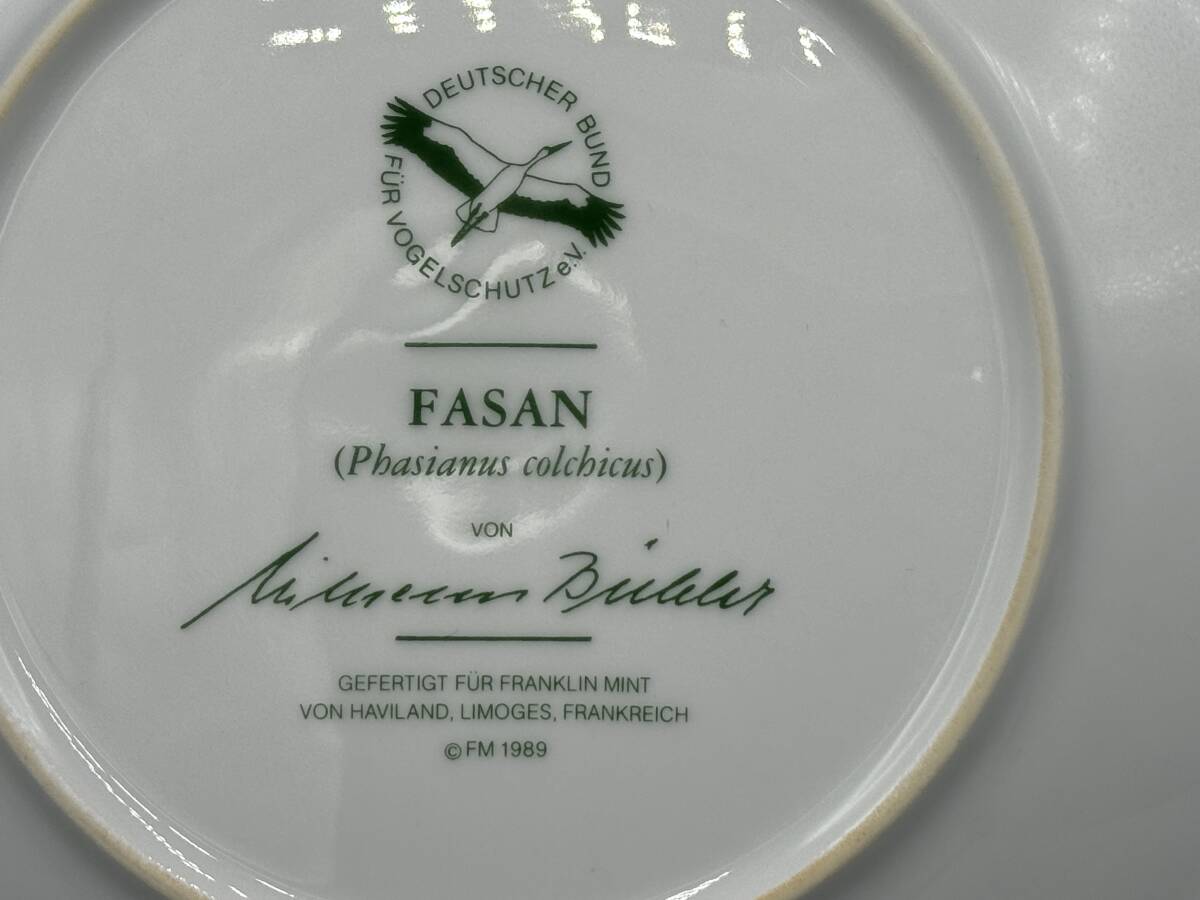 DEUTSCHER BUND
FÜR VOGELSCHUTZ e.V.
FASAN
(Phasianus colchicus)
VON
GEFERTIGT FÜR FRANKLIN MINT
VON HAVILAND, LIMOGES, FRANKREICH
© FM 1989